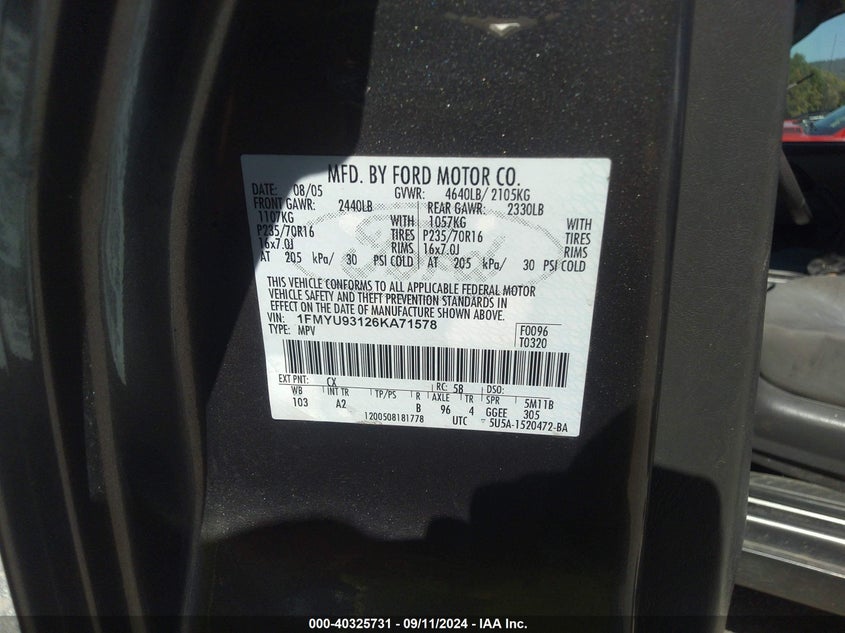 MFD. BY FORD MOTOR CO.
DATE: 08/05 GVWR: 4640LB/ 2105KG
FRONT GAWR: 2440LB REAR GAWR: 2330LB
1107KG WITH 1057KG WITH
P235/70R16 TIRES P235/70R16 TIRES
16x7.0J RIMS 16x7.0J RIMS
AT 205 kPa/ 30 PSI COLD AT 205 kPa/ 30 PSI COLD
THIS VEHICLE CONFORMS TO ALL APPLICABLE FEDERAL MOTOR
VEHICLE SAFETY AND THEFT PREVENTION STANDARDS IN
EFFECT ON THE DATE OF MANUFACTURE SHOWN ABOVE.
VIN: 1FMYU93126KA71578 F0096
TYPE: MPV T0320
EXT PNT: CX RC: 58 DSO:
WB INT TR TP/PS R AXLE TR SPR 5M11B
103 A2 B 96 4 GGEE 305
1200508181778 UTC 5U5A-1520472-BA
Ford
000-40325731 - 09/11/2024 - IAA Inc.